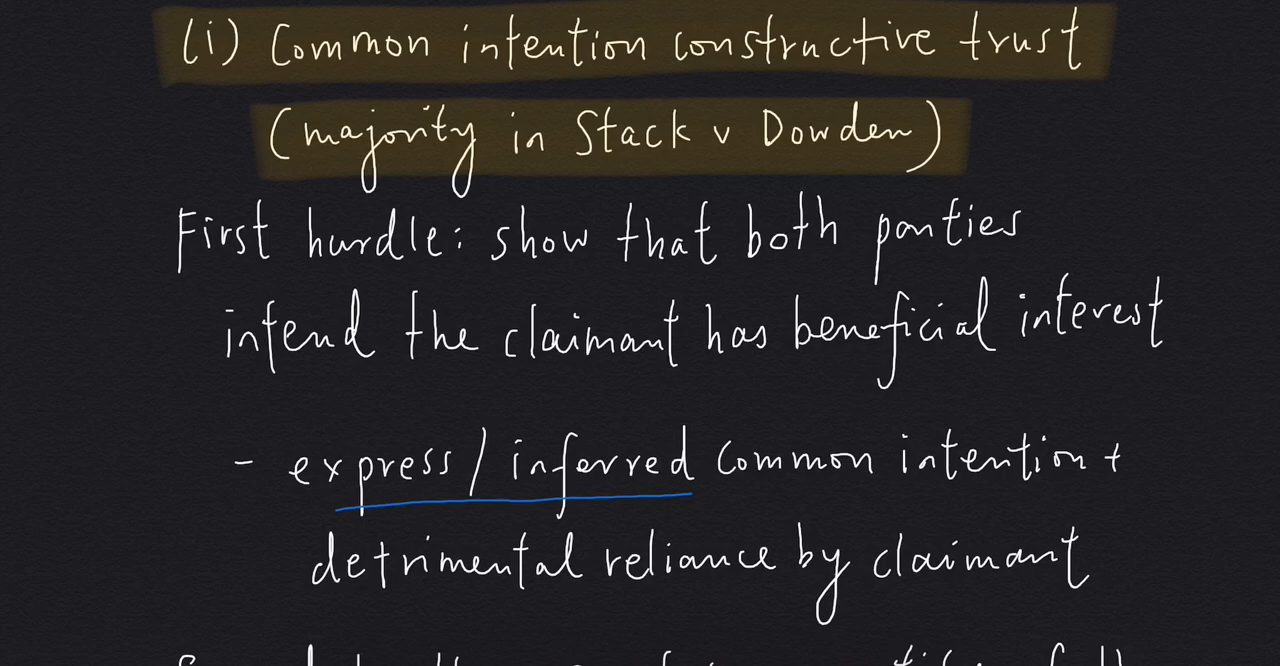 (i) Common intention constructive trust
(majority in Stack v Dowden)
First hurdle: show that both parties
intend the claimant has beneficial interest
- express / inferred common intention +
detrimental reliance by claimant